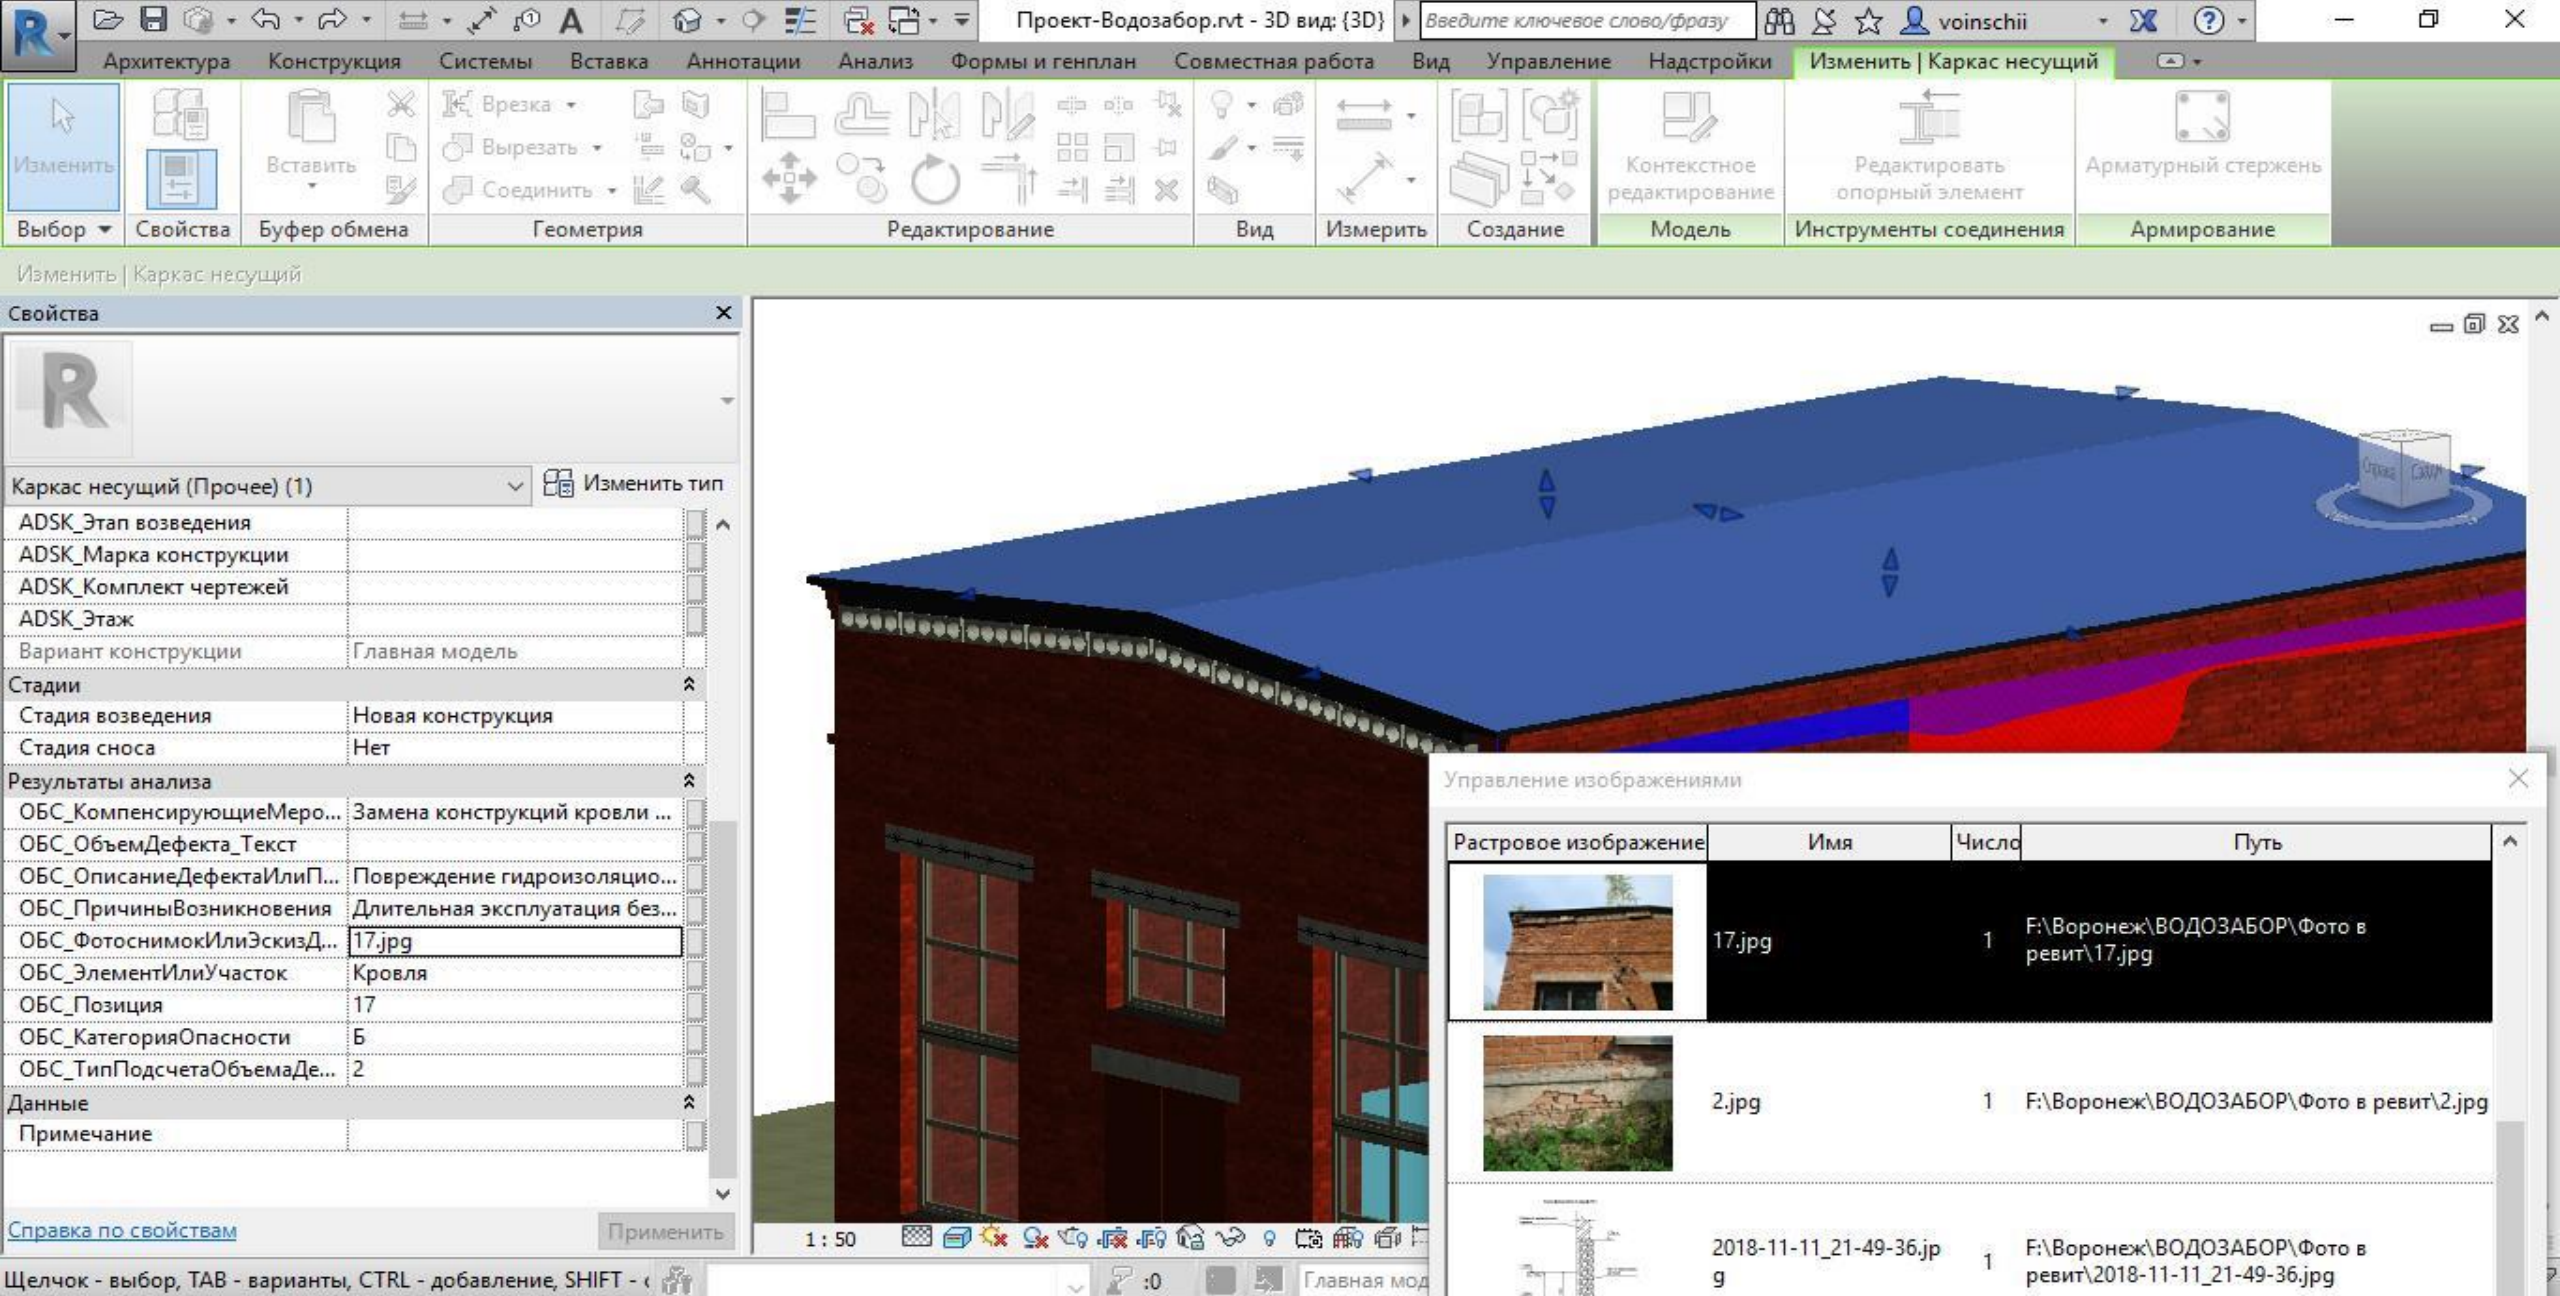 Проект-Водозабор.rvt - 3D вид: {3D}
Введите ключевое слово/фразу
voinschii
Архитектура Конструкция Системы Вставка Аннотации Анализ Формы и генплан Совместная работа Вид Управление Надстройки Изменить | Каркас несущий
Изменить
Вставить
Врезка
Вырезать
Соединить
Контекстное
редактирование
Редактировать
опорный элемент
Арматурный стержень
Выбор Свойства Буфер обмена Геометрия Редактирование Вид Измерить Создание Модель Инструменты соединения Армирование
Изменить | Каркас несущий
Свойства
Каркас несущий (Прочее) (1)
Изменить тип
ADSK_Этап возведения
ADSK_Марка конструкции
ADSK_Комплект чертежей
ADSK_Этаж
Вариант конструкции Главная модель
Стадии
Стадия возведения Новая конструкция
Стадия сноса Нет
Результаты анализа
ОБС_КомпенсирующиеМеро... Замена конструкций кровли ...
ОБС_ОбъемДефекта_Текст
ОБС_ОписаниеДефектаИлиП... Повреждение гидроизоляцио...
ОБС_ПричиныВозникновения Длительная эксплуатация без...
ОБС_ФотоснимокИлиЭскизД... 17.jpg
ОБС_ЭлементИлиУчасток Кровля
ОБС_Позиция 17
ОБС_КатегорияОпасности Б
ОБС_ТипПодсчетаОбъемаДе... 2
Данные
Примечание
Справка по свойствам
Применить
Управление изображениями
Растровое изображение Имя Число Путь
17.jpg 1 F:\Воронеж\ВОДОЗАБОР\Фото в
ревит\17.jpg
2.jpg 1 F:\Воронеж\ВОДОЗАБОР\Фото в ревит\2.jpg
2018-11-11_21-49-36.jp
g
1
F:\Воронеж\ВОДОЗАБОР\Фото в
ревит\2018-11-11_21-49-36.jpg
1 : 50
Щелчок - выбор, TAB - варианты, CTRL - добавление, SHIFT - 
:0
Главная мод